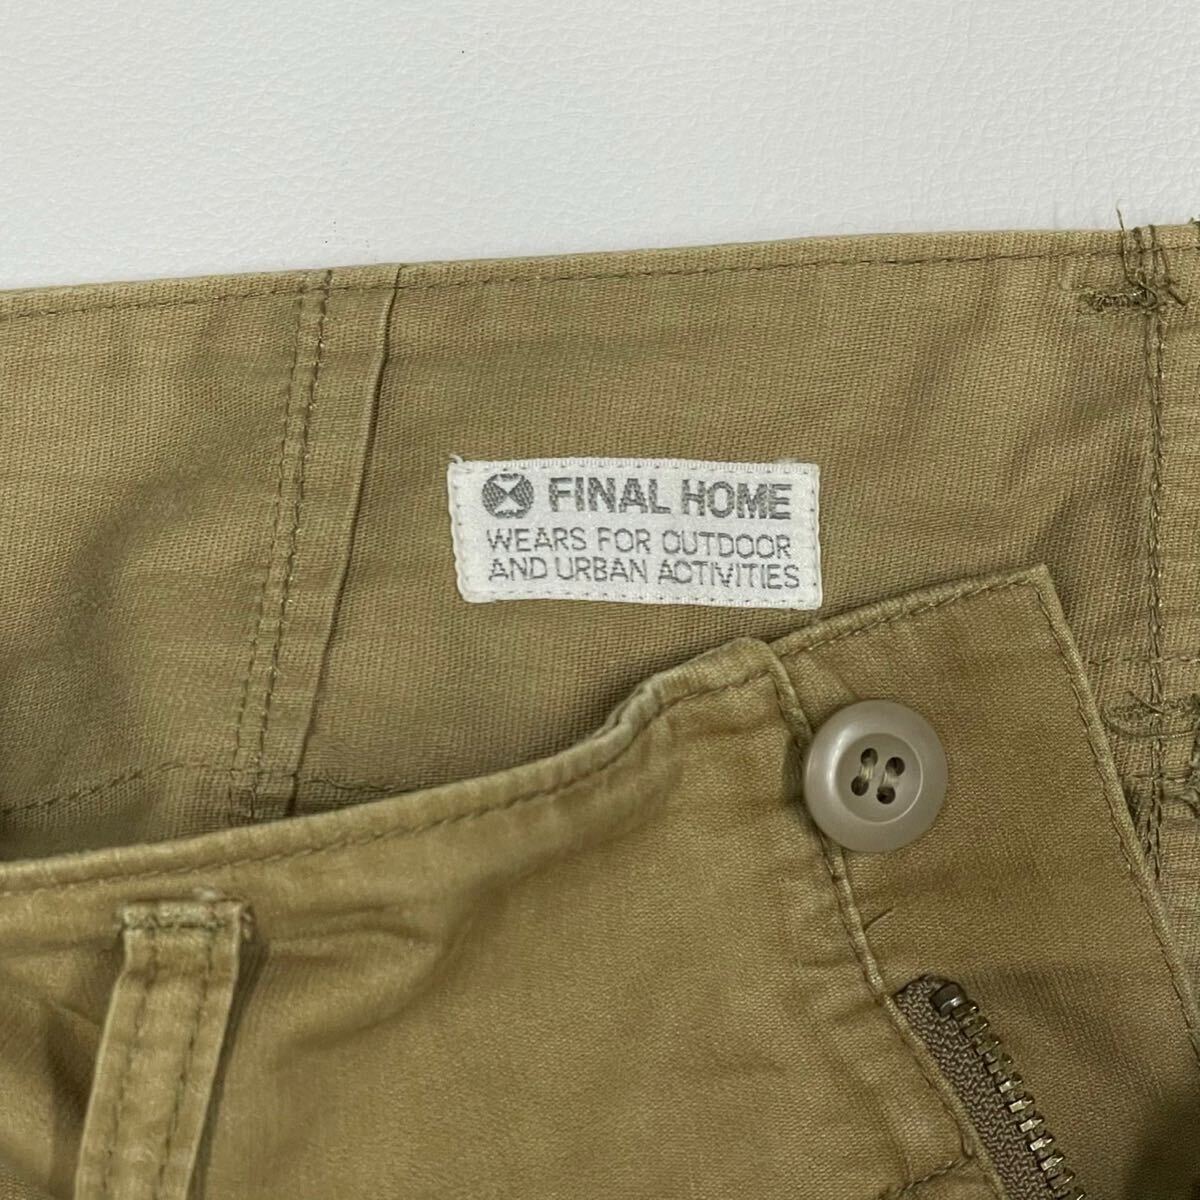 FINAL HOME
WEARS FOR OUTDOOR
AND URBAN ACTIVITIES